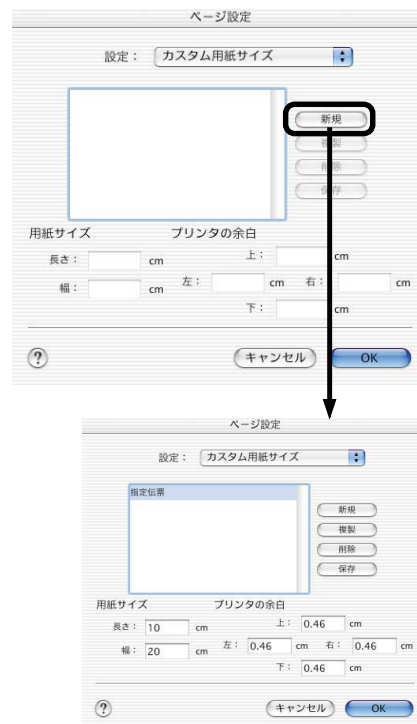 ページ設定
設定： カスタム用紙サイズ
新規
複製
削除
保存
用紙サイズ プリンタの余白
長さ： cm 上： cm
幅： cm 左： cm 右： cm
下： cm
? キャンセル OK
ページ設定
設定： カスタム用紙サイズ
指定伝票
新規
複製
削除
保存
用紙サイズ プリンタの余白
長さ： 10 cm 上： 0.46 cm
幅： 20 cm 左： 0.46 cm 右： 0.46 cm
下： 0.46 cm
? キャンセル OK